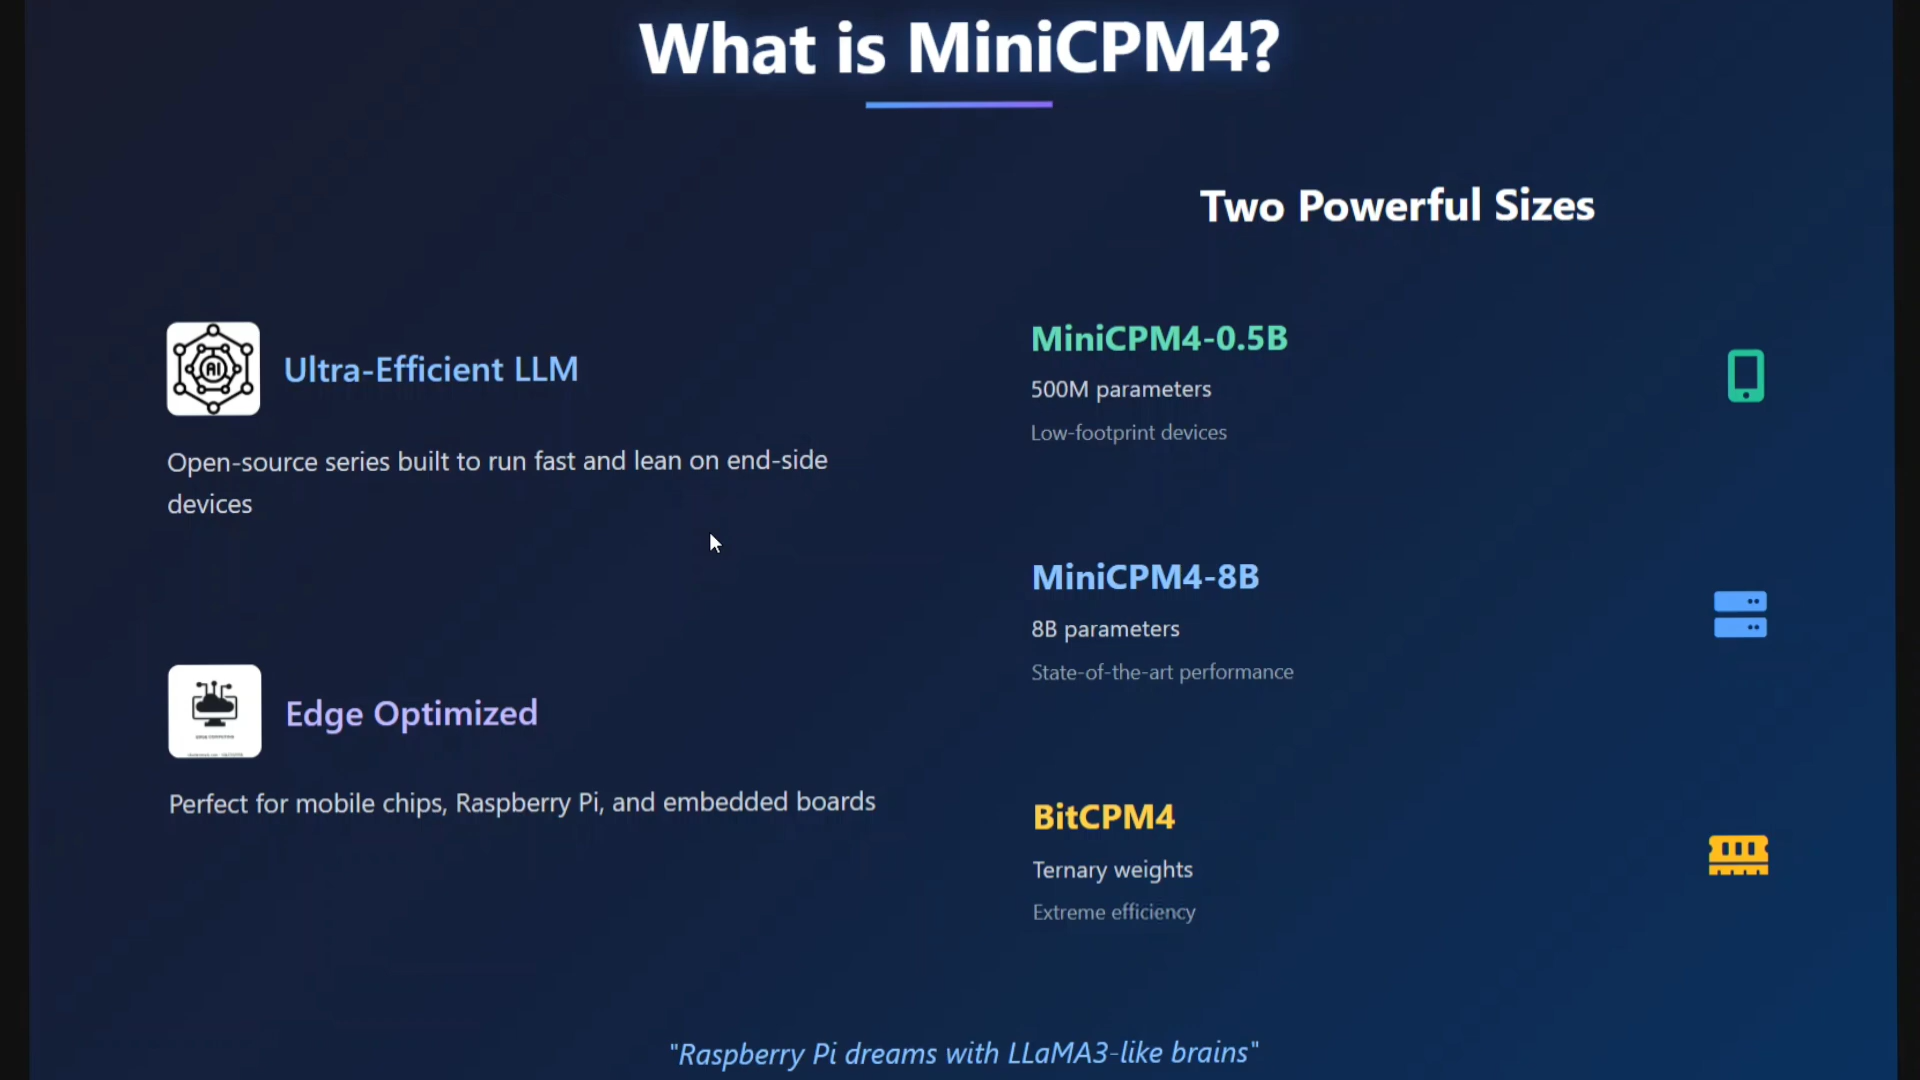 What is MiniCPM4?
Ultra-Efficient LLM
Open-source series built to run fast and lean on end-side
devices
Edge Optimized
Perfect for mobile chips, Raspberry Pi, and embedded boards
Two Powerful Sizes
MiniCPM4-0.5B
500M parameters
Low-footprint devices
MiniCPM4-8B
8B parameters
State-of-the-art performance
BitCPM4
Ternary weights
Extreme efficiency
"Raspberry Pi dreams with LLaMA3-like brains"
AI